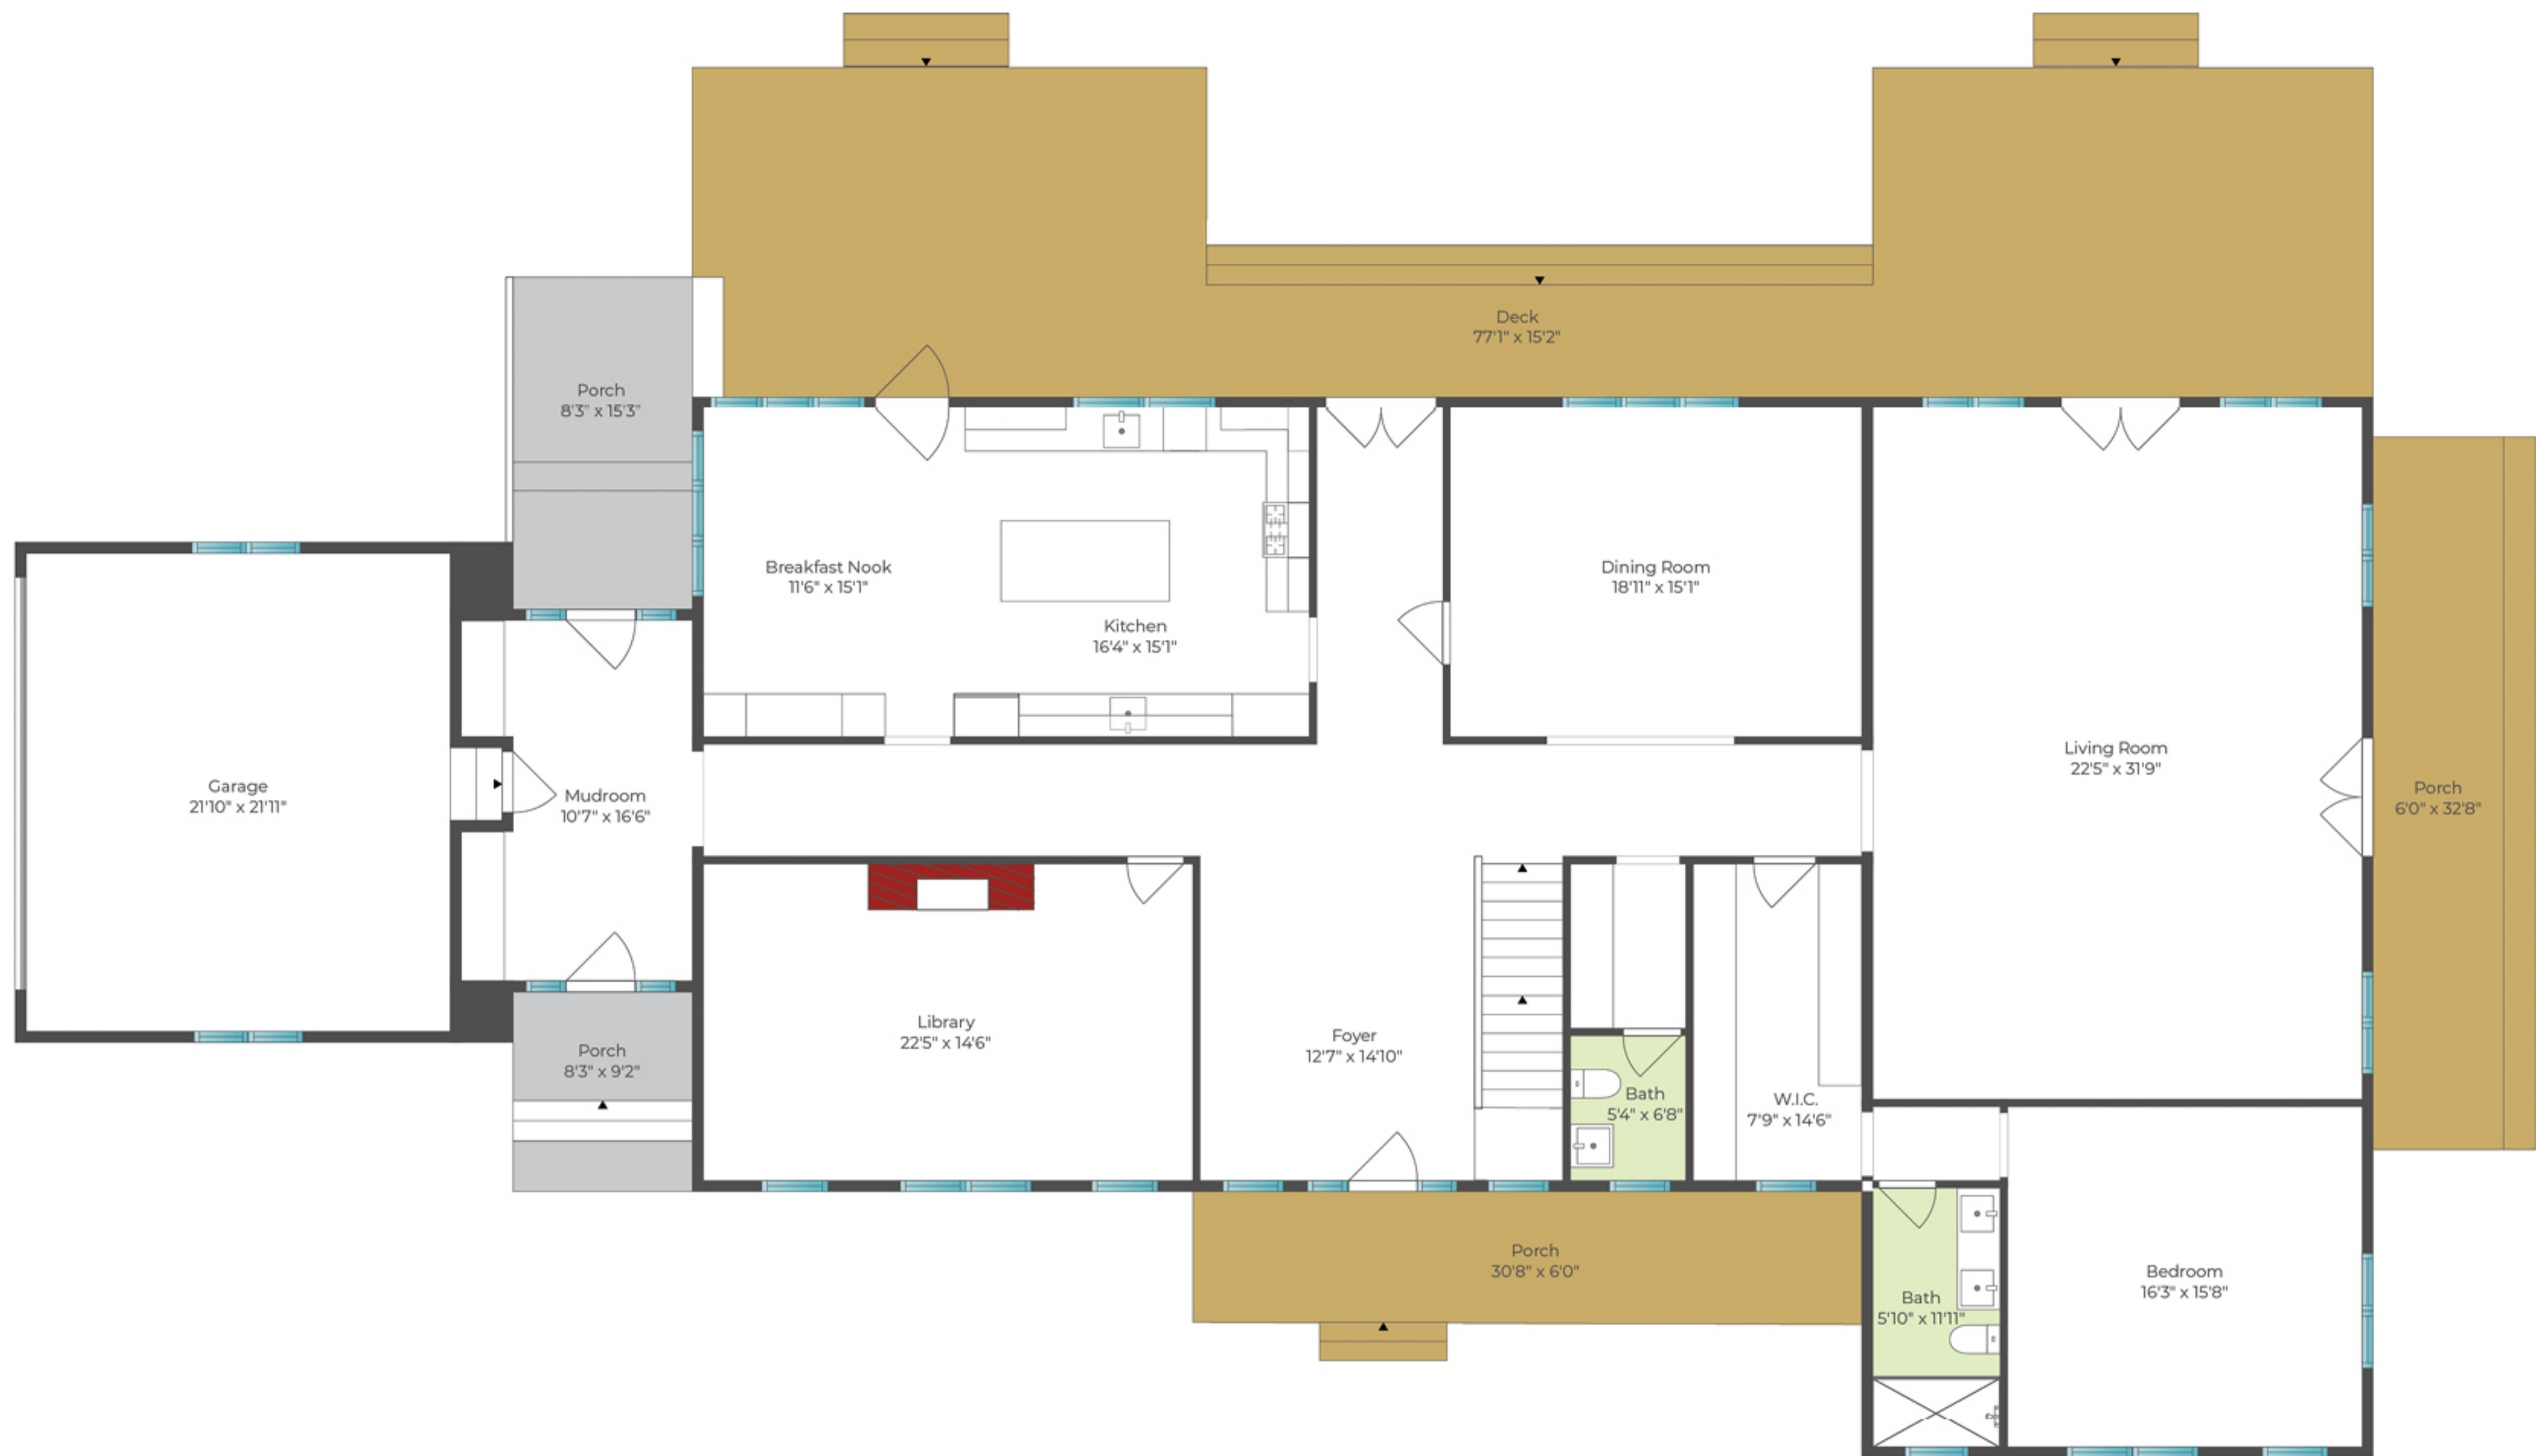 Deck
77'1" x 15'2"
Porch
8'3" x 15'3"
Breakfast Nook
11'6" x 15'1"
Dining Room
18'11" x 15'1"
Kitchen
16'4" x 15'1"
Living Room
22'5" x 31'9"
Garage
21'10" x 21'11"
Mudroom
10'7" x 16'6"
Porch
6'0" x 32'8"
Library
22'5" x 14'6"
Foyer
12'7" x 14'10"
Porch
8'3" x 9'2"
Bath
5'4" x 6'8"
W.I.C.
7'9" x 14'6"
Porch
30'8" x 6'0"
Bedroom
16'3" x 15'8"
Bath
5'10" x 11'11"